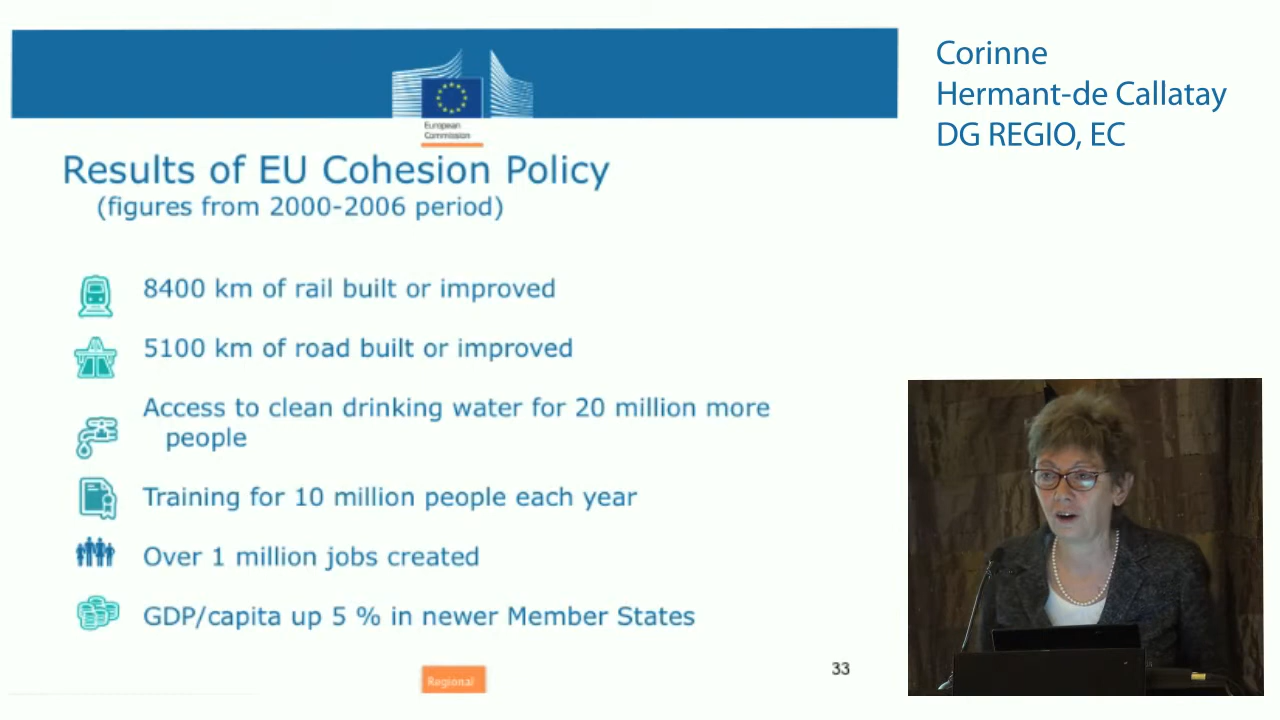 Corinne
Hermant-de Callatay
DG REGIO, EC
European
Commission
Results of EU Cohesion Policy
(figures from 2000-2006 period)
8400 km of rail built or improved
5100 km of road built or improved
Access to clean drinking water for 20 million more
people
Training for 10 million people each year
Over 1 million jobs created
GDP/capita up 5 % in newer Member States
Regional
33